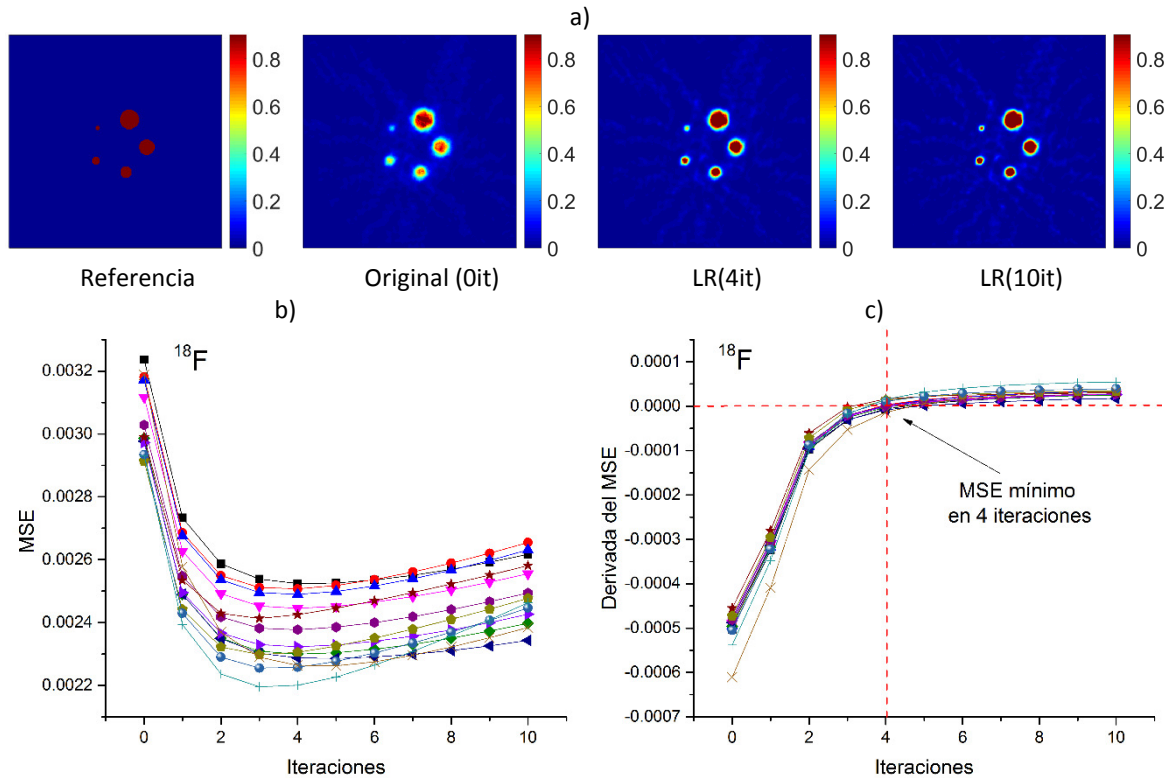 a)
0.8
0.6
0.4
0.2
0
0.8
0.6
0.4
0.2
0
0.8
0.6
0.4
0.2
0
0.8
0.6
0.4
0.2
0
Referencia
Original (0it)
LR(4it)
LR(10it)
b)
18F
0.0032
0.0030
0.0028
0.0026
0.0024
0.0022
MSE
0 2 4 6 8 10
Iteraciones
c)
18F
0.0001
0.0000
-0.0001
-0.0002
-0.0003
-0.0004
-0.0005
-0.0006
-0.0007
Derivada del MSE
MSE mínimo
en 4 iteraciones
0 2 4 6 8 10
Iteraciones